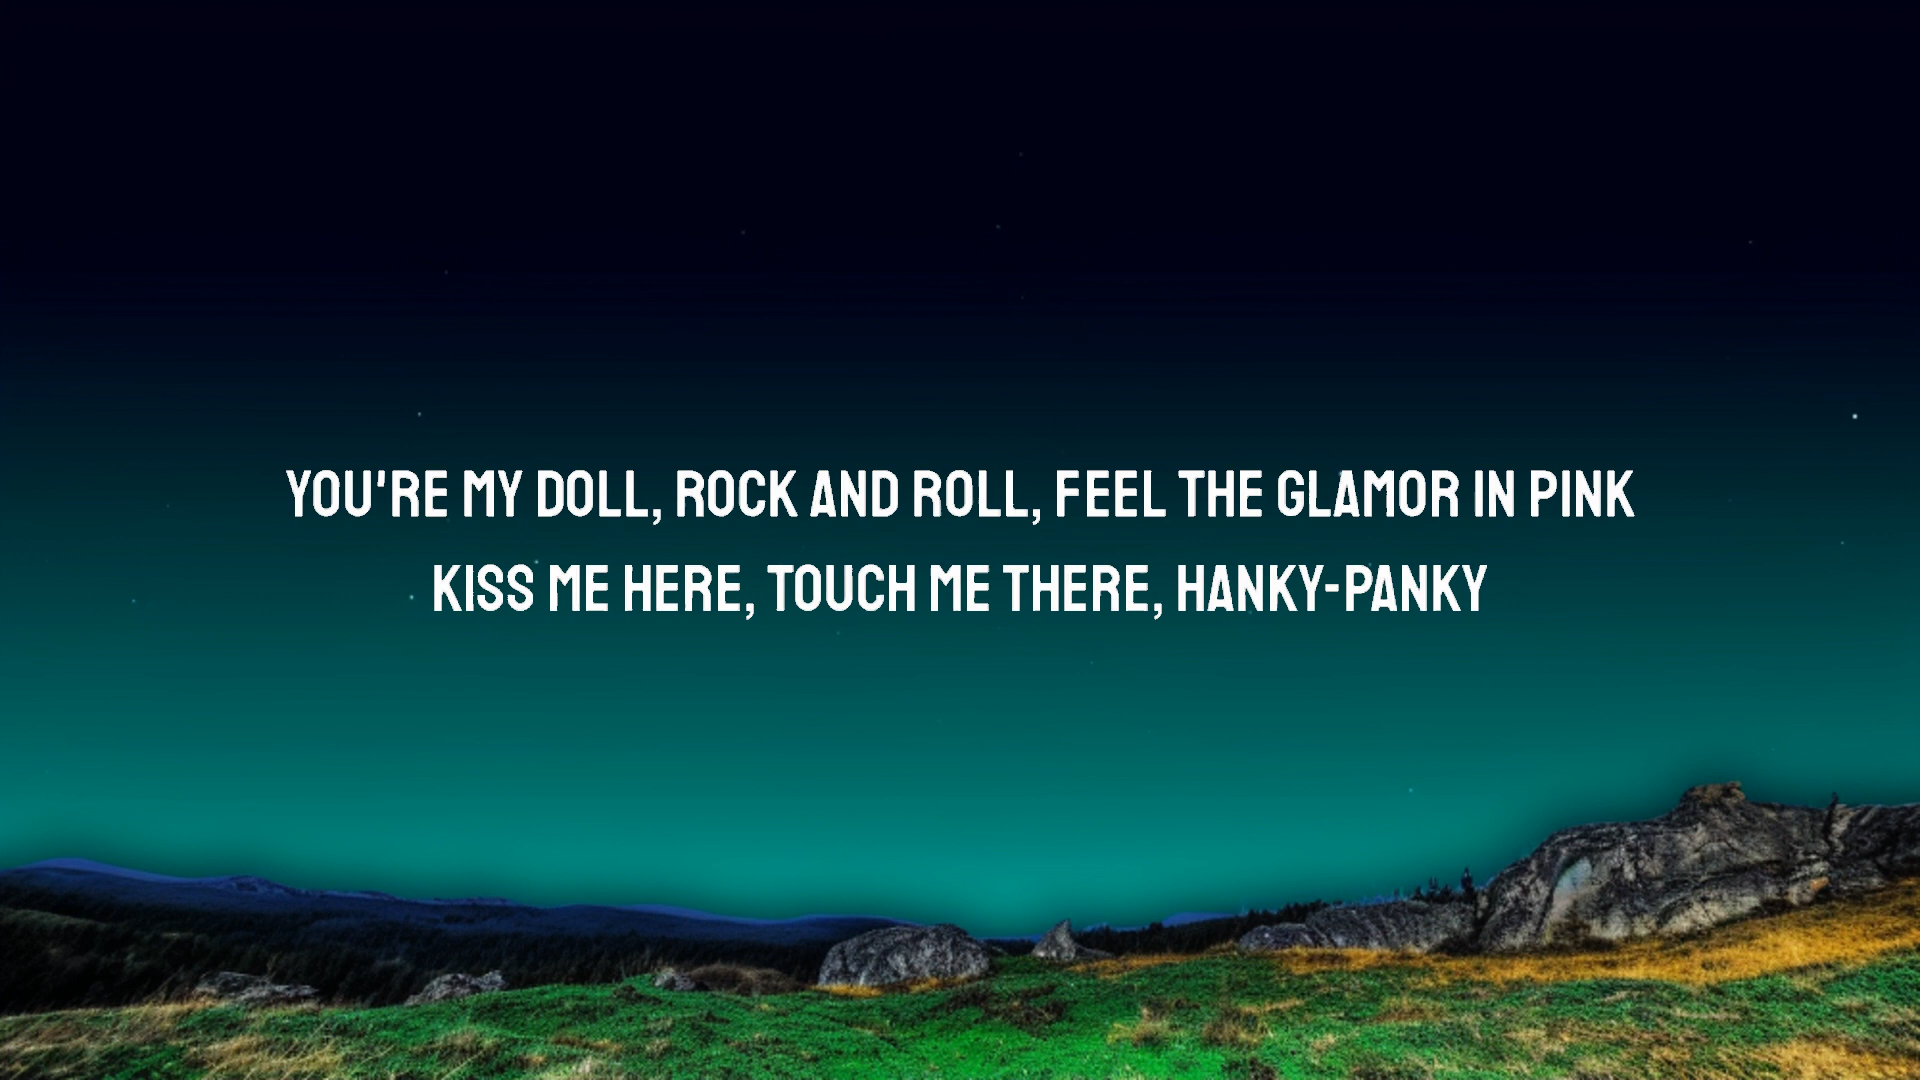 YOU'RE MY DOLL, ROCK AND ROLL, FEEL THE GLAMOR IN PINK
KISS ME HERE, TOUCH ME THERE, HANKY-PANKY